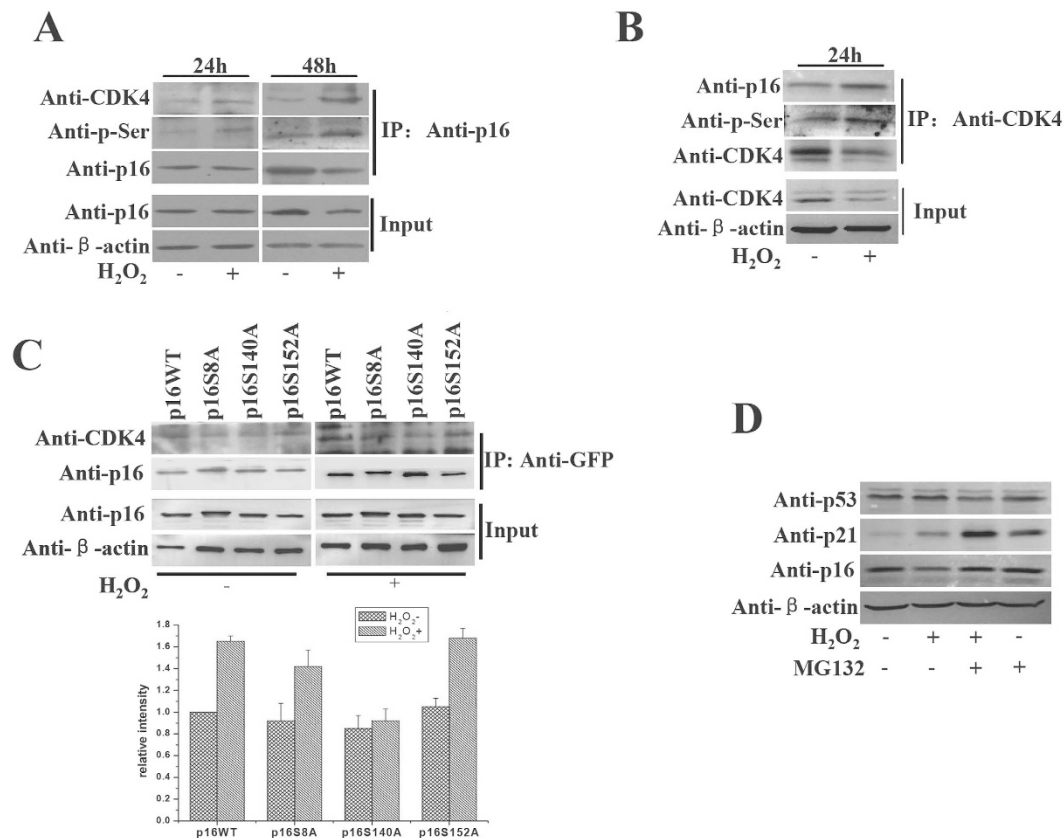 A
24h 48h
Anti-CDK4
Anti-p-Ser
Anti-p16
IP: Anti-p16
Anti-p16
Anti-β-actin
Input
H₂O₂ - + - +
B
24h
Anti-p16
Anti-p-Ser
Anti-CDK4
IP: Anti-CDK4
Anti-CDK4
Anti-β-actin
Input
H₂O₂ - +
C
p16WT p16S8A p16S140A p16S152A p16WT p16S8A p16S140A p16S152A
Anti-CDK4
Anti-p16
IP: Anti-GFP
Anti-p16
Anti-β-actin
Input
H₂O₂ - +
H₂O₂-
H₂O₂+
relative intensity
1.8
1.6
1.4
1.2
1.0
0.8
0.6
0.4
0.2
0.0
p16WT p16S8A p16S140A p16S152A
D
Anti-p53
Anti-p21
Anti-p16
Anti-β-actin
H₂O₂ - + + -
MG132 - - + +